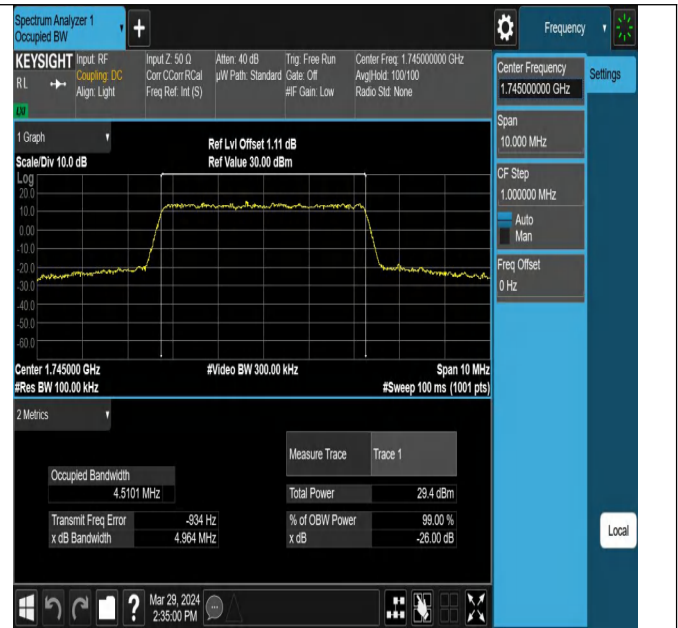 Spectrum Analyzer 1
Occupied BW
+
Frequency
KEYSIGHT Input: RF Input Z: 50 Ω Atten: 40 dB Trig: Free Run Center Freq: 1.745000000 GHz
RL Coupling: DC Corr CCorr RCal µW Path: Standard Gate: Off Avg|Hold: 100/100
Align: Light Freq Ref: Int (S) #IF Gain: Low Radio Std: None
Center Frequency
1.745000000 GHz
Settings
Span
10.000 MHz
CF Step
1.000000 MHz
Auto
Man
Freq Offset
0 Hz
1 Graph
Ref Lvl Offset 1.11 dB
Scale/Div 10.0 dB Ref Value 30.00 dBm
Log
20.0
10.0
0.00
-10.0
-20.0
-30.0
-40.0
-50.0
-60.0
Center 1.745000 GHz #Video BW 300.00 kHz Span 10 MHz
#Res BW 100.00 kHz #Sweep 100 ms (1001 pts)
2 Metrics
Measure Trace Trace 1
Occupied Bandwidth
4.5101 MHz
Total Power 29.4 dBm
Transmit Freq Error -934 Hz % of OBW Power 99.00 %
x dB Bandwidth 4.964 MHz x dB -26.00 dB
Local
? Mar 29, 2024
2:35:00 PM